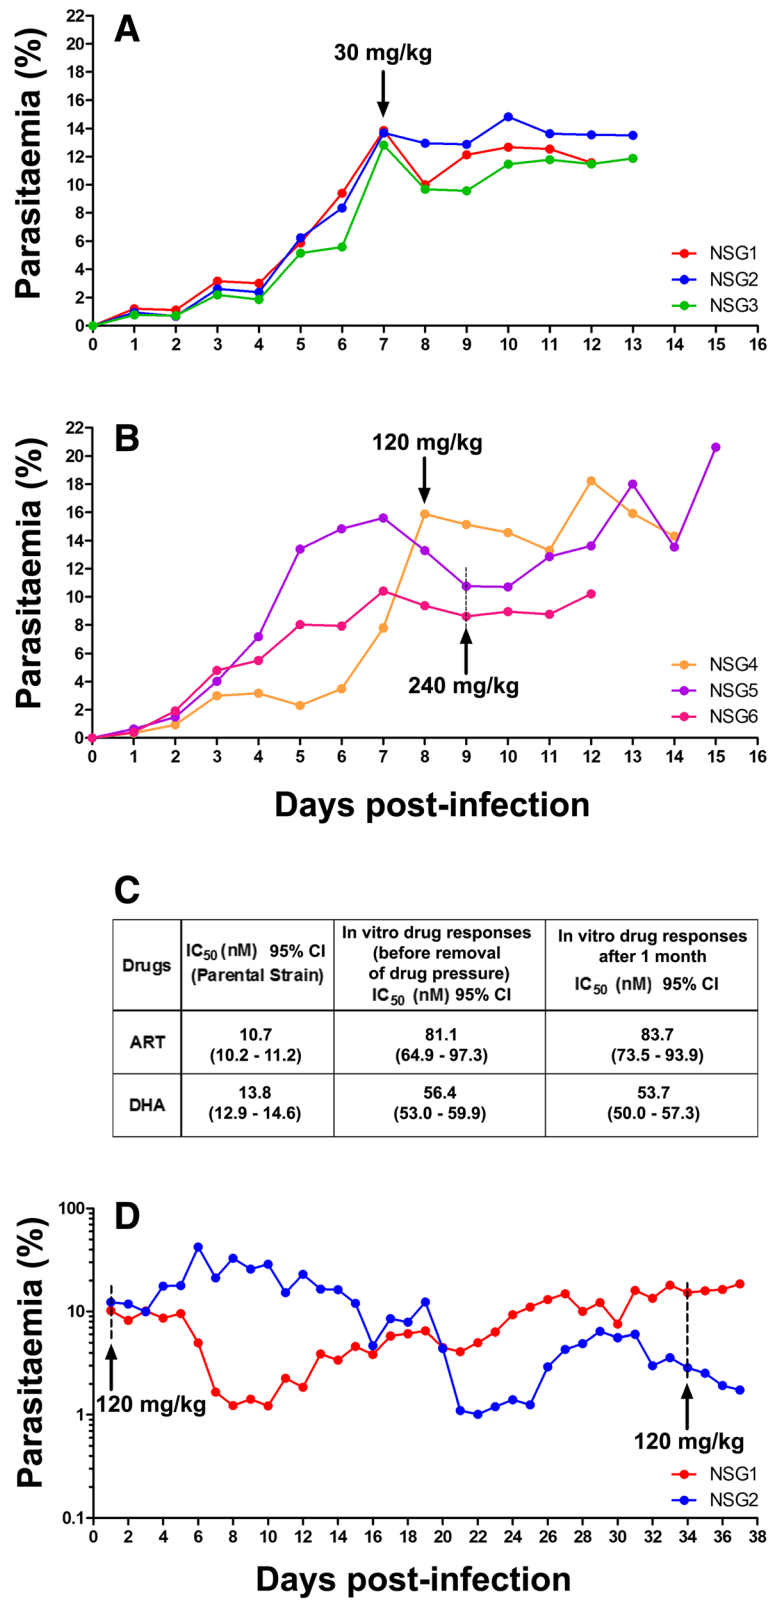 A
30 mg/kg
Parasitaemia (%)
22
20
18
16
14
12
10
8
6
4
2
0
0 1 2 3 4 5 6 7 8 9 10 11 12 13 14 15 16
NSG1
NSG2
NSG3
B
120 mg/kg
240 mg/kg
Parasitaemia (%)
22
20
18
16
14
12
10
8
6
4
2
0
0 1 2 3 4 5 6 7 8 9 10 11 12 13 14 15 16
NSG4
NSG5
NSG6
Days post-infection
C
Drugs
IC50 (nM) 95% CI
(Parental Strain)
In vitro drug responses
(before removal
of drug pressure)
IC50 (nM) 95% CI
In vitro drug responses
after 1 month
IC50 (nM) 95% CI
ART
10.7
(10.2 - 11.2)
81.1
(64.9 - 97.3)
83.7
(73.5 - 93.9)
DHA
13.8
(12.9 - 14.6)
56.4
(53.0 - 59.9)
53.7
(50.0 - 57.3)
D
Parasitaemia (%)
100
10
1
0.1
120 mg/kg
120 mg/kg
NSG1
NSG2
0 2 4 6 8 10 12 14 16 18 20 22 24 26 28 30 32 34 36 38
Days post-infection